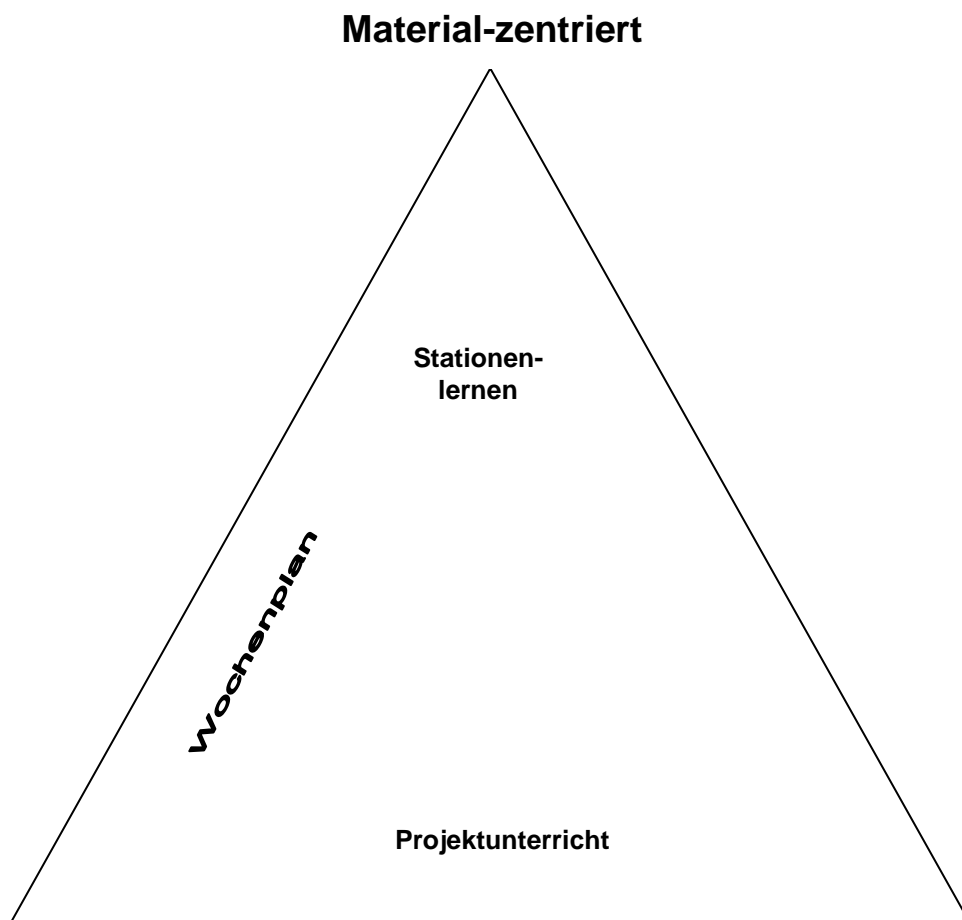 Material-zentriert
Stationen-
lernen
Wochenplan
Projektunterricht